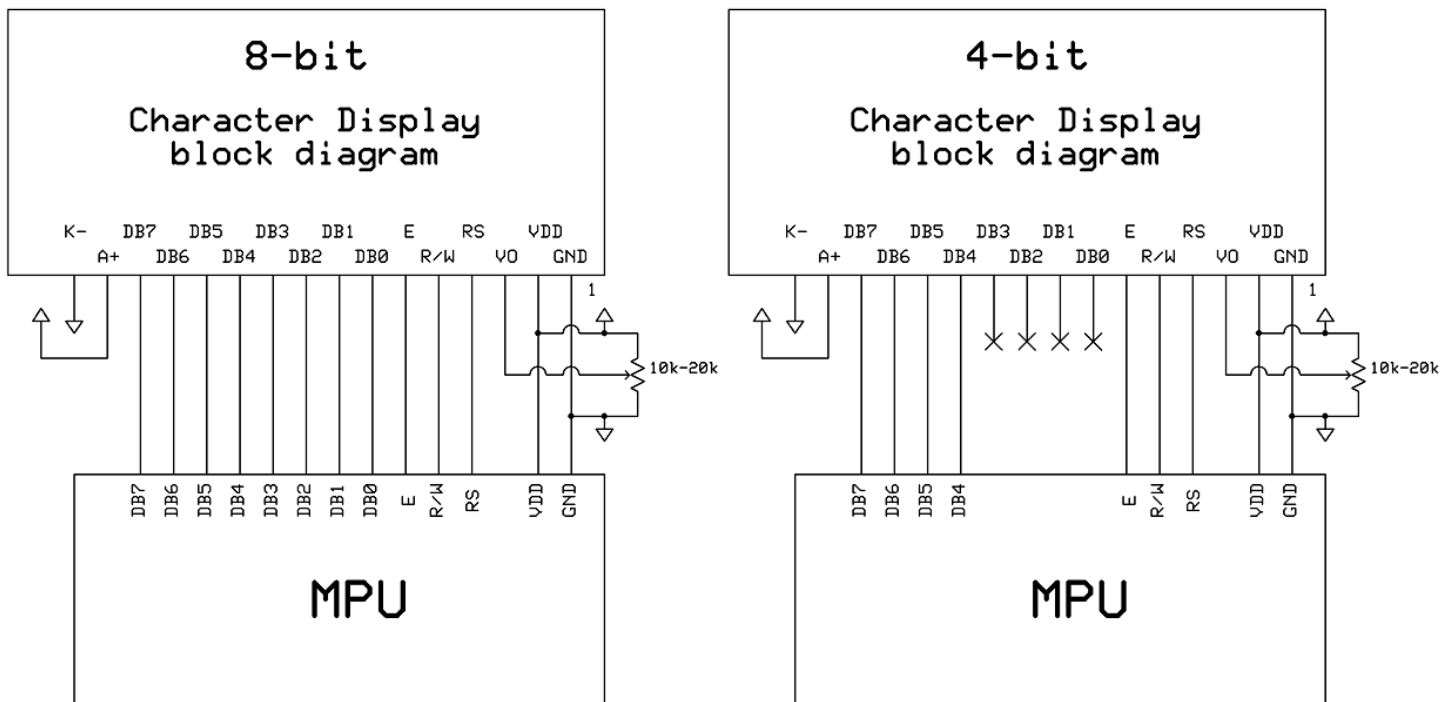 8-bit
Character Display
block diagram
K- DB7 DB5 DB3 DB1 E RS VDD
A+ DB6 DB4 DB2 DB0 R/W VO GND
1
10k-20k
DB7 DB6 DB5 DB4 DB3 DB2 DB1 DB0 E R/W RS VDD GND
MPU
4-bit
Character Display
block diagram
K- DB7 DB5 DB3 DB1 E RS VDD
A+ DB6 DB4 DB2 DB0 R/W VO GND
1
10k-20k
DB7 DB6 DB5 DB4 E R/W RS VDD GND
MPU